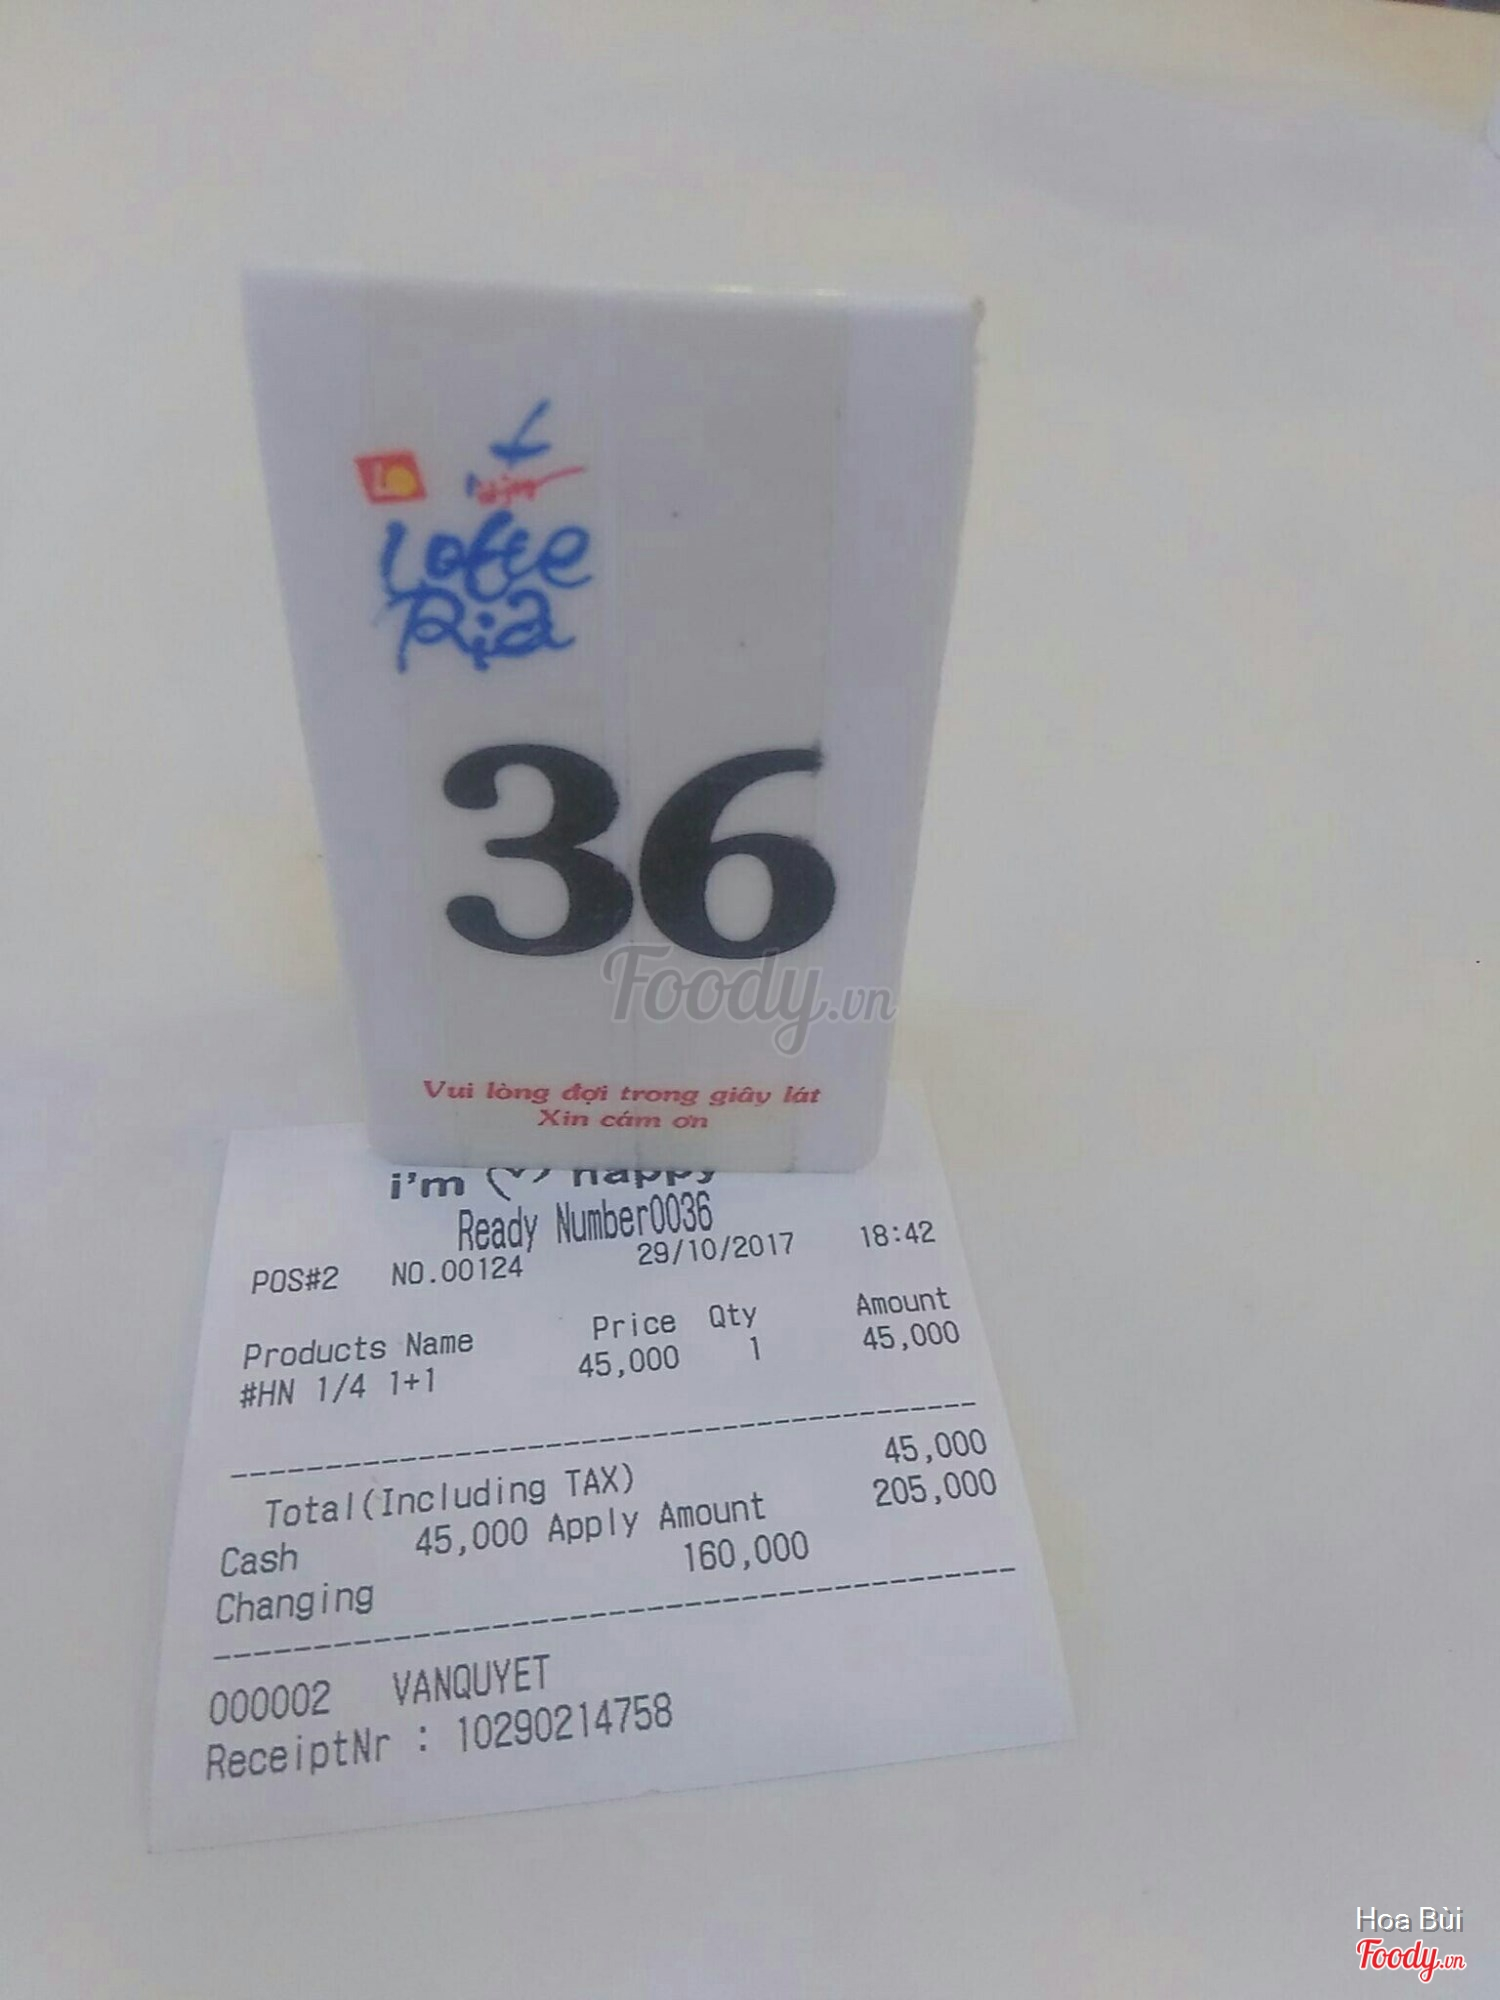 Lotte
Ria
36
Foody.vn
Vui lòng đợi trong giây lát
Xin cám ơn
i'm happy
Ready Number0036
POS#2 NO.00124 29/10/2017 18:42
Products Name Price Qty Amount
#HN 1/4 1+1 45,000 1 45,000
Total(Including TAX) 45,000
Cash 45,000 Apply Amount 205,000
Changing 160,000
000002 VANQUYET
ReceiptNr : 10290214758
Hoa Bùi
Foody.vn